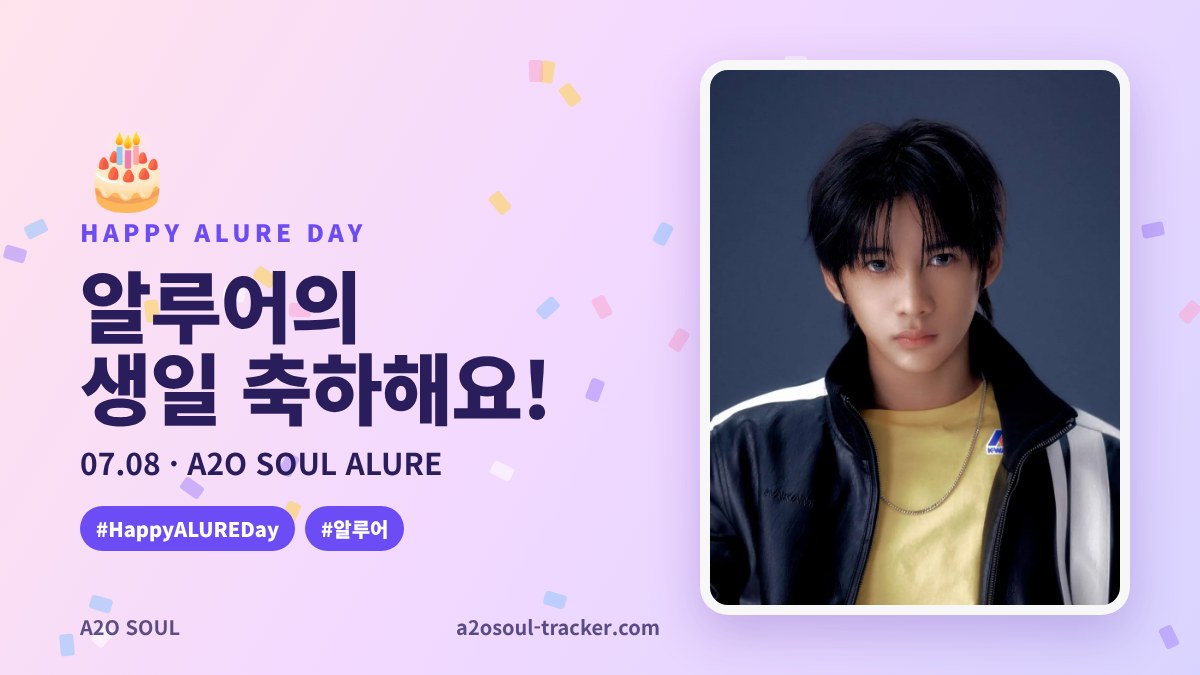 HAPPY ALURE DAY
알루어의
생일 축하해요!
07.08 · A2O SOUL ALURE
#HappyALUREDay #알루어
A2O SOUL
a2osoul-tracker.com